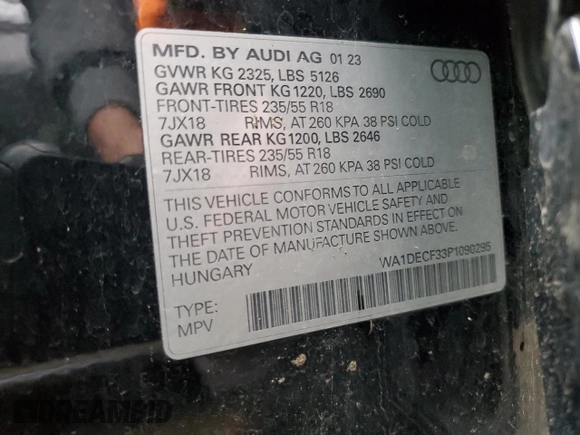 MFD. BY AUDI AG 01 23
GVWR KG 2325, LBS 5126
GAWR FRONT KG 1220, LBS 2690
FRONT-TIRES 235/55 R18
7JX18 RIMS, AT 260 KPA 38 PSI COLD
GAWR REAR KG1200, LBS 2646
REAR-TIRES 235/55 R18
7JX18 RIMS, AT 260 KPA 38 PSI COLD
THIS VEHICLE CONFORMS TO ALL APPLICABLE
U.S. FEDERAL MOTOR VEHICLE SAFETY AND
THEFT PREVENTION STANDARDS IN EFFECT ON
THE DATE OF MANUFACTURE SHOWN ABOVE.
HUNGARY
WA1DECF33P1090295
TYPE:
MPV
DREAMBID